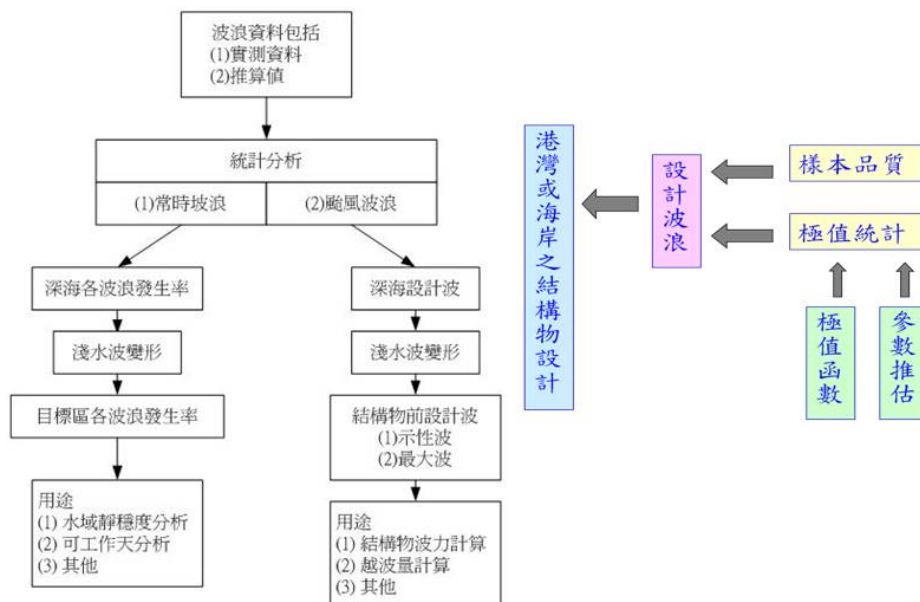 波浪資料包括
(1)實測資料
(2)推算值
統計分析
(1)常時坡浪
(2)颱風波浪
深海各波浪發生率
淺水波變形
目標區各波浪發生率
用途
(1) 水域靜穩度分析
(2) 可工作天分析
(3) 其他
深海設計波
淺水波變形
結構物前設計波
(1)示性波
(2)最大波
用途
(1) 結構物波力計算
(2) 越波量計算
(3) 其他
港灣或海岸之結構物設計
設計波浪
樣本品質
極值統計
極值函數
參數推估